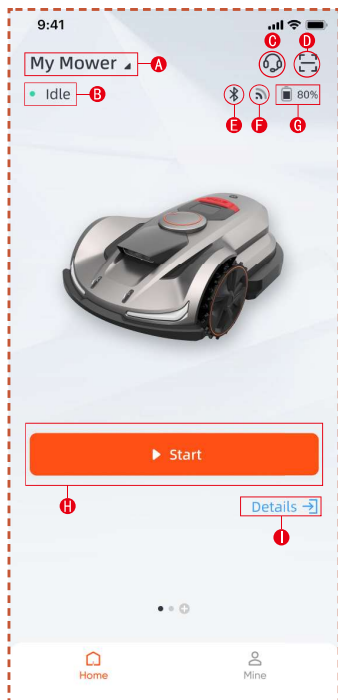 9:41
C D
My Mower A
Idle B
80%
E F G
Start
H
Details
I
Home Mine